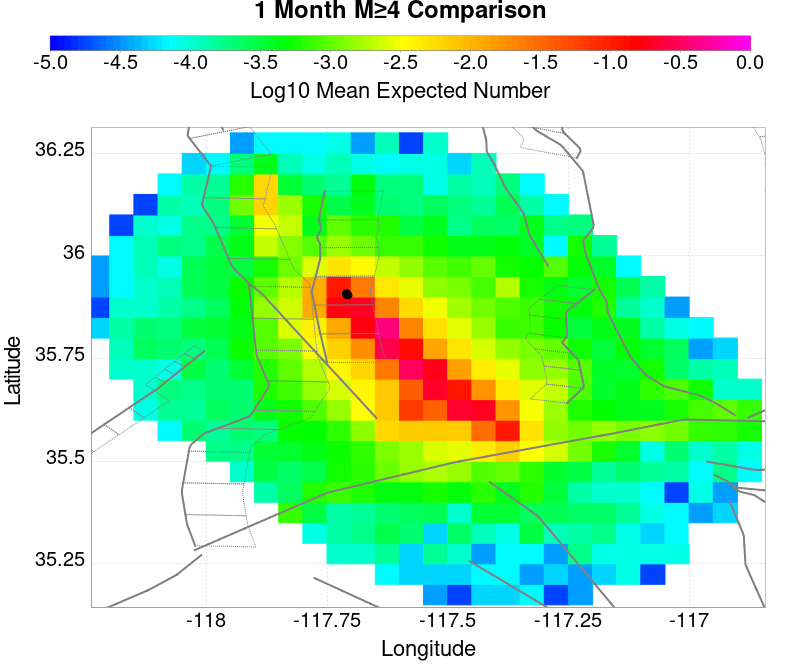 1 Month M≥4 Comparison
-5.0 -4.5 -4.0 -3.5 -3.0 -2.5 -2.0 -1.5 -1.0 -0.5 0.0
Log10 Mean Expected Number
36.25
36
35.75
35.5
35.25
Latitude
-118 -117.75 -117.5 -117.25 -117
Longitude